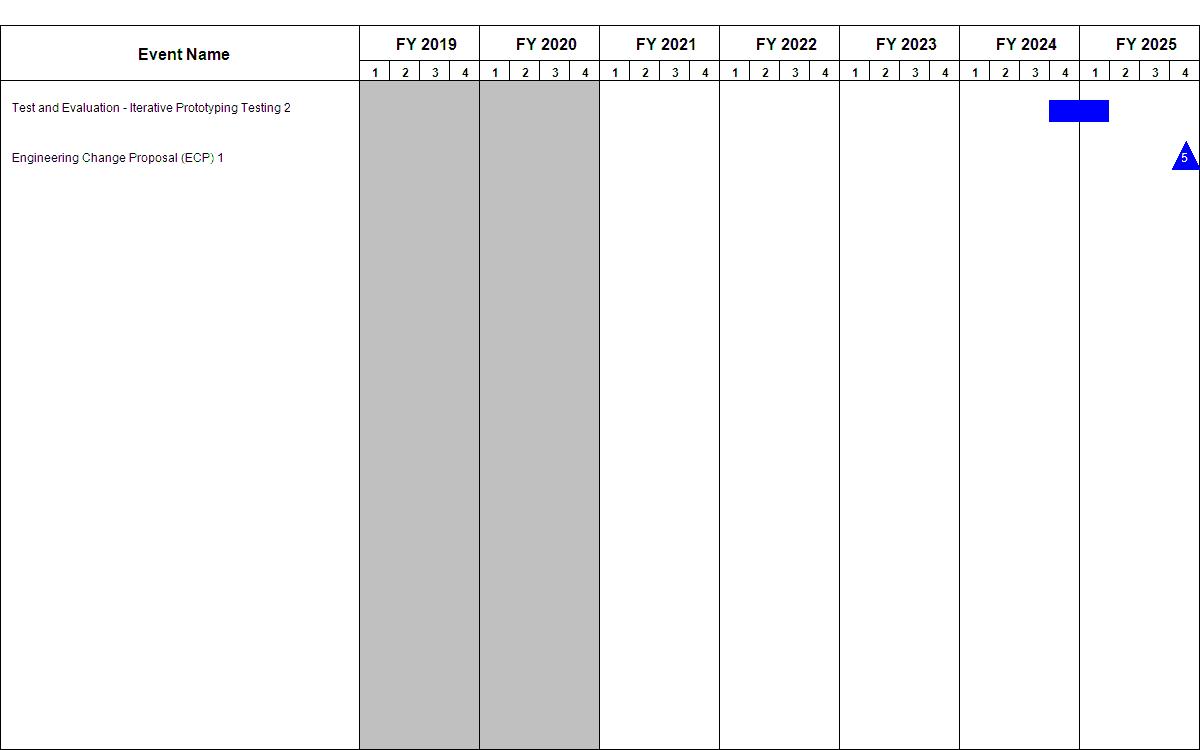 Event Name
FY 2019 FY 2020 FY 2021 FY 2022 FY 2023 FY 2024 FY 2025
1 2 3 4 1 2 3 4 1 2 3 4 1 2 3 4 1 2 3 4 1 2 3 4 1 2 3 4
Test and Evaluation - Iterative Prototyping Testing 2
Engineering Change Proposal (ECP) 1
5